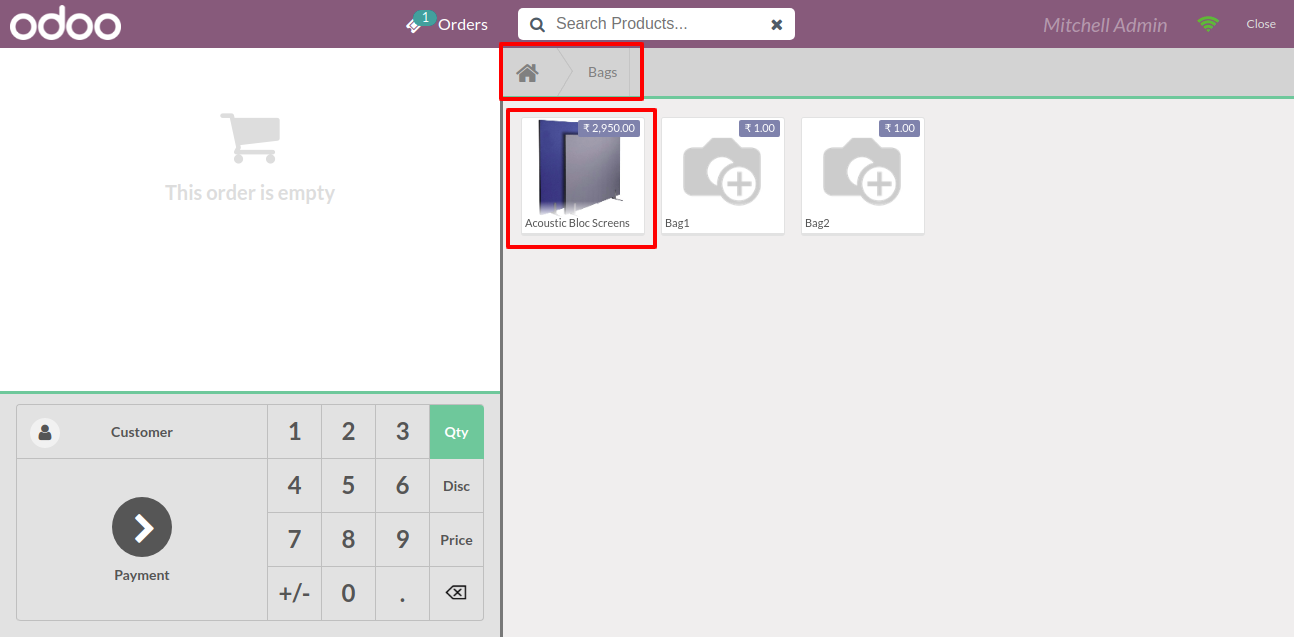 odoo
1
Orders
Search Products...
Mitchell Admin
Close
Bags
This order is empty
₹ 2,950.00
Acoustic Bloc Screens
₹ 1.00
Bag1
₹ 1.00
Bag2
Customer
1 2 3 Qty
4 5 6 Disc
7 8 9 Price
+/- 0 .
Payment